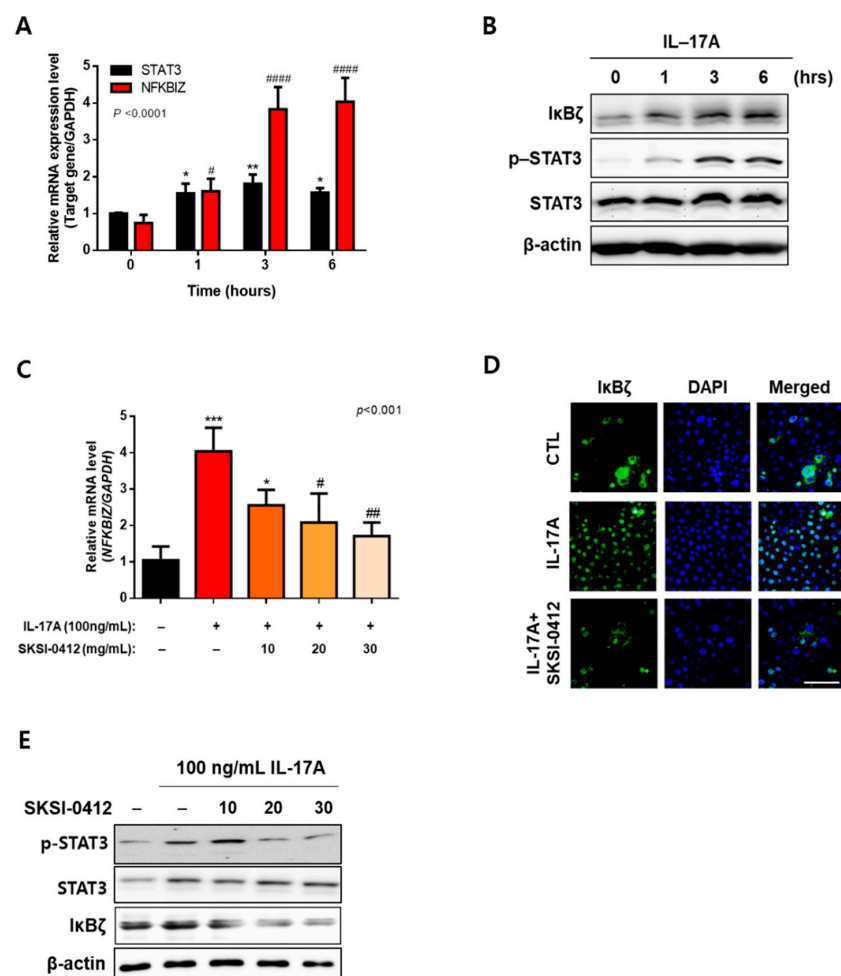 A
Relative mRNA expression level
(Target gene/GAPDH)
5
4
3
2
1
0
STAT3
NFKBIZ
P <0.0001
* # ** #### * ####
0 1 3 6
Time (hours)
B
IL–17A
0 1 3 6 (hrs)
IκBζ
p–STAT3
STAT3
β-actin
C
Relative mRNA level
(NFKBIZ/GAPDH)
5
4
3
2
1
0
p<0.001
*** * # ##
IL-17A (100ng/mL): – + + + +
SKSI-0412 (mg/mL): – – 10 20 30
D
IκBζ DAPI Merged
CTL
IL-17A
IL-17A+
SKSI-0412
E
100 ng/mL IL-17A
SKSI-0412 – – 10 20 30
p-STAT3
STAT3
IκBζ
β-actin